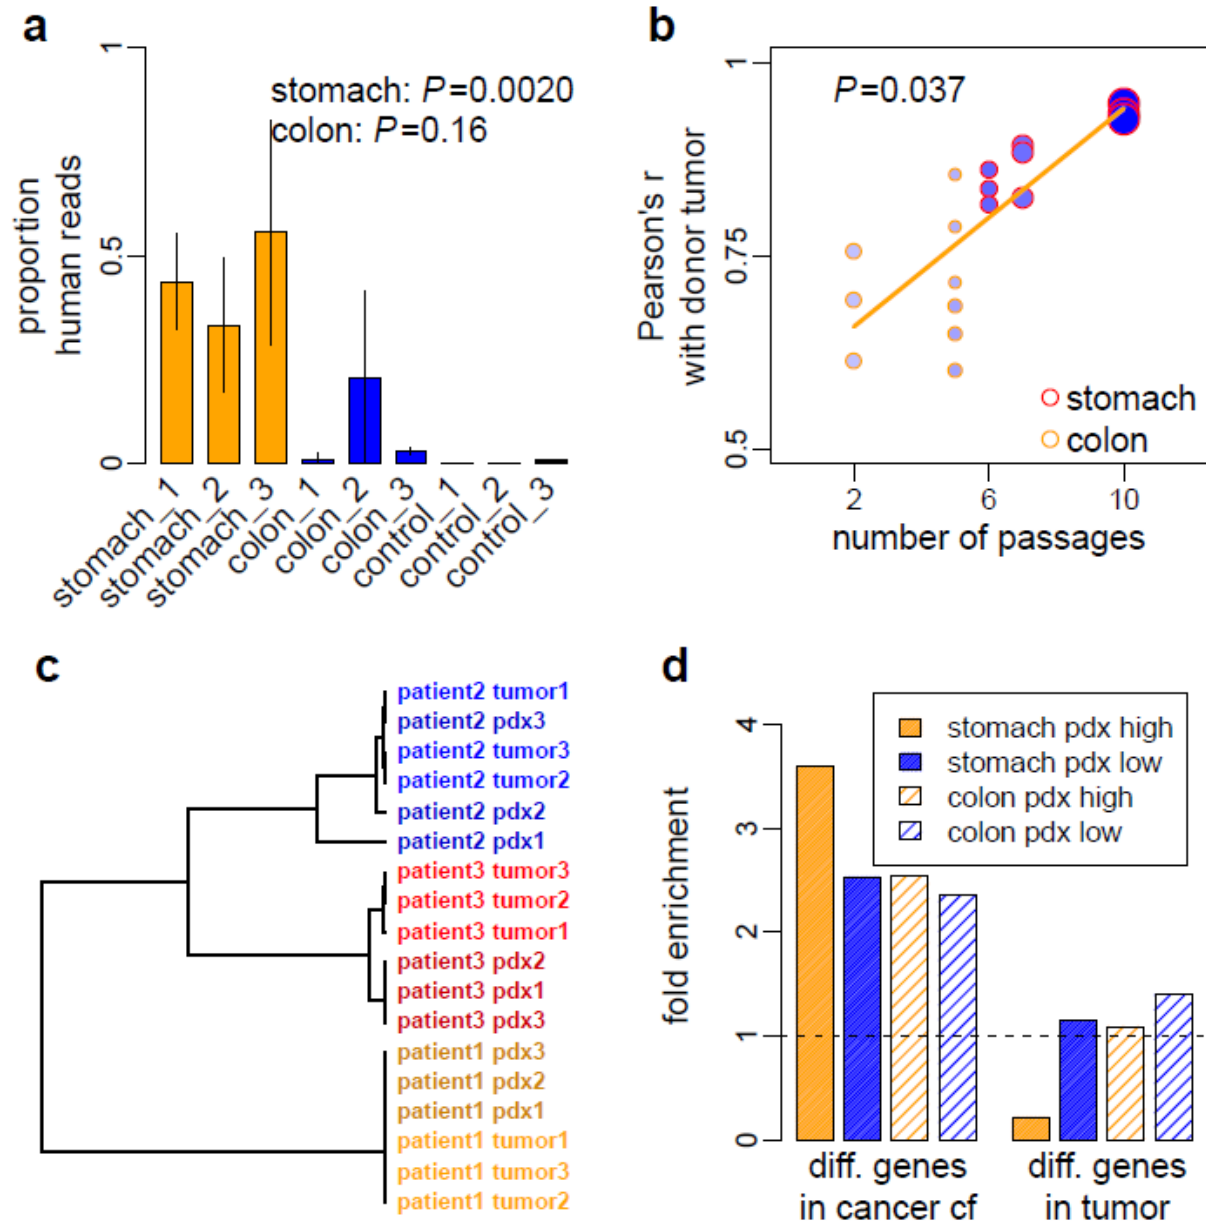 a
1
0.5
0
proportion
human reads
stomach: P=0.0020
colon: P=0.16
stomach_1
stomach_2
stomach_3
colon_1
colon_2
colon_3
control_1
control_2
control_3
b
1
0.75
0.5
Pearson's r
with donor tumor
P=0.037
stomach
colon
2
6
10
number of passages
c
patient2 tumor1
patient2 pdx3
patient2 tumor3
patient2 tumor2
patient2 pdx2
patient2 pdx1
patient3 tumor3
patient3 tumor2
patient3 tumor1
patient3 pdx2
patient3 pdx1
patient3 pdx3
patient1 pdx3
patient1 pdx2
patient1 pdx1
patient1 tumor1
patient1 tumor3
patient1 tumor2
d
4
3
2
1
0
fold enrichment
stomach pdx high
stomach pdx low
colon pdx high
colon pdx low
diff. genes
in cancer cf
diff. genes
in tumor